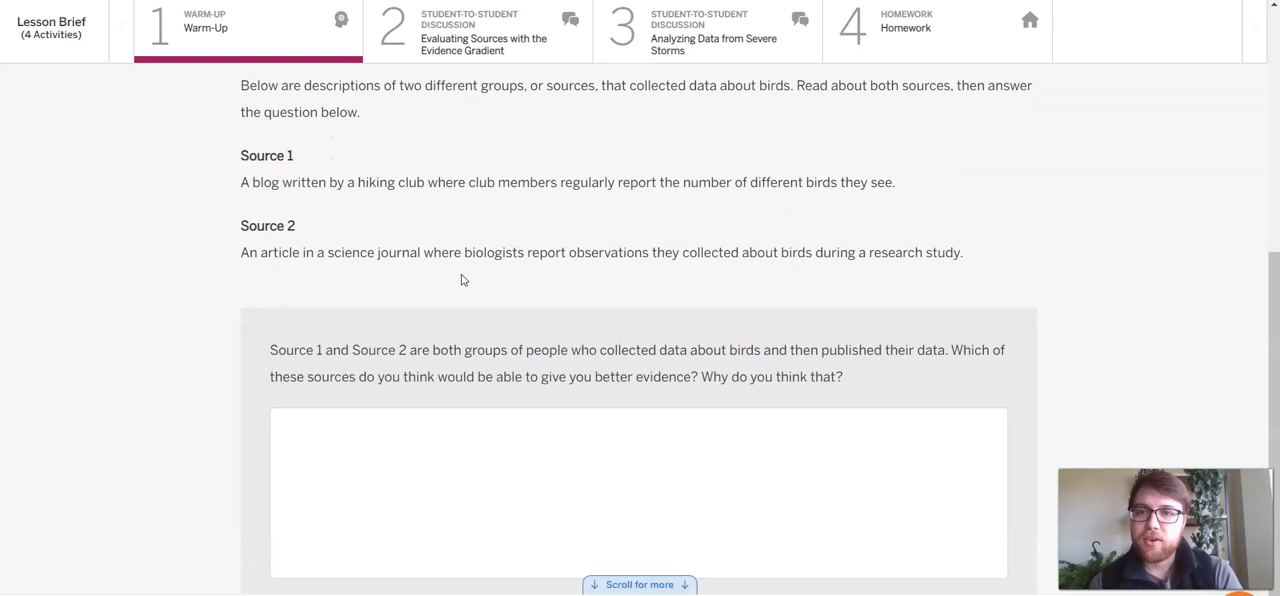 Lesson Brief
(4 Activities)
1
WARM-UP
Warm-Up
2
STUDENT-TO-STUDENT
DISCUSSION
Evaluating Sources with the
Evidence Gradient
3
STUDENT-TO-STUDENT
DISCUSSION
Analyzing Data from Severe
Storms
4
HOMEWORK
Homework
Below are descriptions of two different groups, or sources, that collected data about birds. Read about both sources, then answer
the question below.
Source 1
A blog written by a hiking club where club members regularly report the number of different birds they see.
Source 2
An article in a science journal where biologists report observations they collected about birds during a research study.
Source 1 and Source 2 are both groups of people who collected data about birds and then published their data. Which of
these sources do you think would be able to give you better evidence? Why do you think that?
Scroll for more